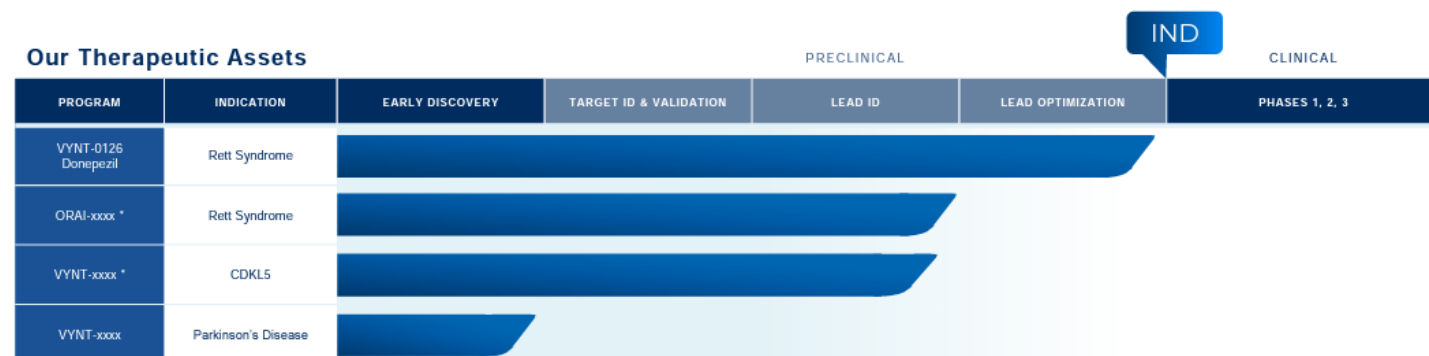 IND
Our Therapeutic Assets
PRECLINICAL
CLINICAL
PROGRAM
INDICATION
EARLY DISCOVERY
TARGET ID & VALIDATION
LEAD ID
LEAD OPTIMIZATION
PHASES 1, 2, 3
VYNT-0126
Donepezil
Rett Syndrome
ORAI-xxxx *
Rett Syndrome
VYNT-xxxx *
CDKL5
VYNT-xxxx
Parkinson's Disease